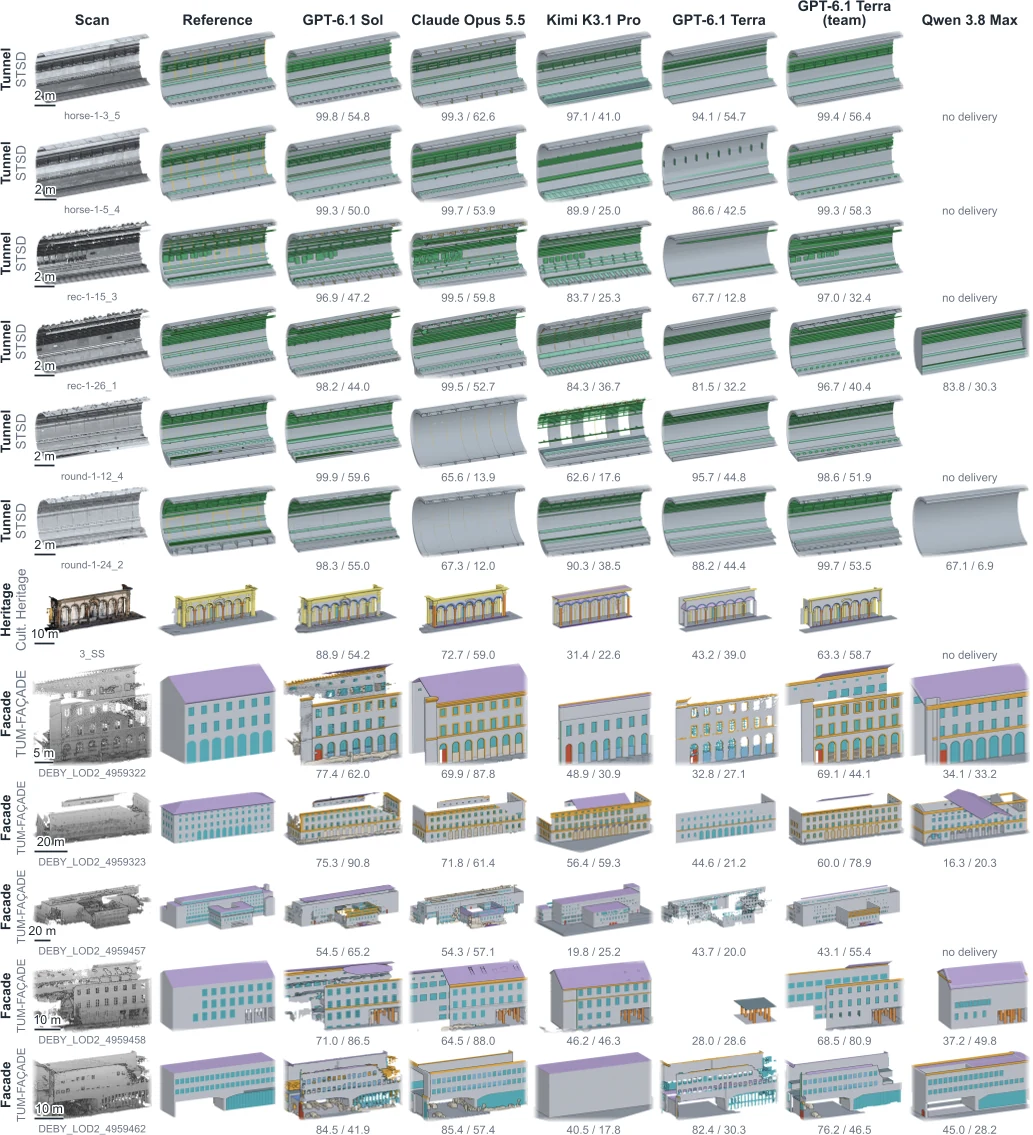 Scan Reference GPT-6.1 Sol Claude Opus 5.5 Kimi K3.1 Pro GPT-6.1 Terra GPT-6.1 Terra (team) Qwen 3.8 Max
Tunnel
STSD
2 m
horse-1-3_5 99.8 / 54.8 99.3 / 62.6 97.1 / 41.0 94.1 / 54.7 99.4 / 56.4 no delivery
Tunnel
STSD
2 m
horse-1-5_4 99.3 / 50.0 99.7 / 53.9 89.9 / 25.0 86.6 / 42.5 99.3 / 58.3 no delivery
Tunnel
STSD
2 m
rec-1-15_3 96.9 / 47.2 99.5 / 59.8 83.7 / 25.3 67.7 / 12.8 97.0 / 32.4 no delivery
Tunnel
STSD
2 m
rec-1-26_1 98.2 / 44.0 99.5 / 52.7 84.3 / 36.7 81.5 / 32.2 96.7 / 40.4 83.8 / 30.3
Tunnel
STSD
2 m
round-1-12_4 99.9 / 59.6 65.6 / 13.9 62.6 / 17.6 95.7 / 44.8 98.6 / 51.9 no delivery
Tunnel
STSD
2 m
round-1-24_2 98.3 / 55.0 67.3 / 12.0 90.3 / 38.5 88.2 / 44.4 99.7 / 53.5 67.1 / 6.9
Heritage
Cult. Heritage
10 m
3_SS 88.9 / 54.2 72.7 / 59.0 31.4 / 22.6 43.2 / 39.0 63.3 / 58.7 no delivery
Facade
TUM-FAÇADE
5 m
DEBY_LOD2_4959322 77.4 / 62.0 69.9 / 87.8 48.9 / 30.9 32.8 / 27.1 69.1 / 44.1 34.1 / 33.2
Facade
TUM-FAÇADE
20 m
DEBY_LOD2_4959323 75.3 / 90.8 71.8 / 61.4 56.4 / 59.3 44.6 / 21.2 60.0 / 78.9 16.3 / 20.3
Facade
TUM-FAÇADE
20 m
DEBY_LOD2_4959457 54.5 / 65.2 54.3 / 57.1 19.8 / 25.2 43.7 / 20.0 43.1 / 55.4 no delivery
Facade
TUM-FAÇADE
10 m
DEBY_LOD2_4959458 71.0 / 86.5 64.5 / 88.0 46.2 / 46.3 28.0 / 28.6 68.5 / 80.9 37.2 / 49.8
Facade
TUM-FAÇADE
10 m
DEBY_LOD2_4959462 84.5 / 41.9 85.4 / 57.4 40.5 / 17.8 82.4 / 30.3 76.2 / 46.5 45.0 / 28.2